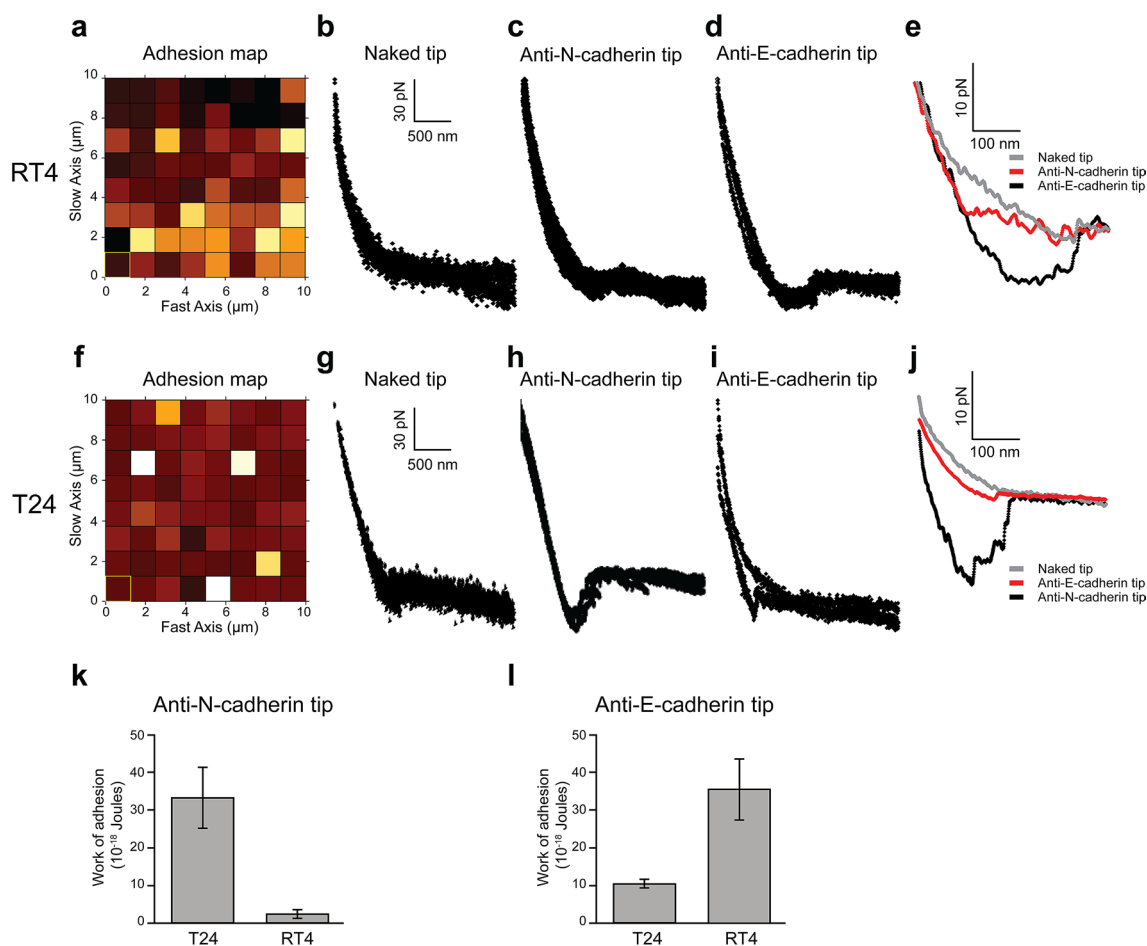 a
Adhesion map
RT4
Slow Axis (µm)
10
8
6
4
2
0
0 2 4 6 8 10
Fast Axis (µm)
b
Naked tip
30 pN
500 nm
c
Anti-N-cadherin tip
d
Anti-E-cadherin tip
e
10 pN
100 nm
Naked tip
Anti-N-cadherin tip
Anti-E-cadherin tip
f
Adhesion map
T24
Slow Axis (µm)
10
8
6
4
2
0
0 2 4 6 8 10
Fast Axis (µm)
g
Naked tip
30 pN
500 nm
h
Anti-N-cadherin tip
i
Anti-E-cadherin tip
j
10 pN
100 nm
Naked tip
Anti-E-cadherin tip
Anti-N-cadherin tip
k
Anti-N-cadherin tip
Work of adhesion
(10⁻¹⁸ Joules)
50
40
30
20
10
0
T24 RT4
l
Anti-E-cadherin tip
Work of adhesion
(10⁻¹⁸ Joules)
50
40
30
20
10
0
T24 RT4